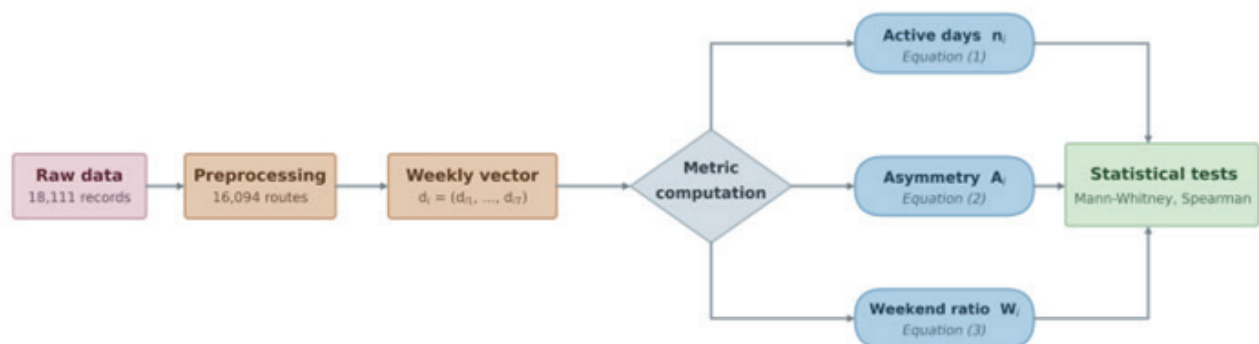 Raw data
18,111 records
Preprocessing
16,094 routes
Weekly vector
dᵢ = (dᵢ₁, ..., dᵢ₇)
Metric
computation
Active days nᵢ
Equation (1)
Asymmetry Aᵢ
Equation (2)
Weekend ratio Wᵢ
Equation (3)
Statistical tests
Mann-Whitney, Spearman